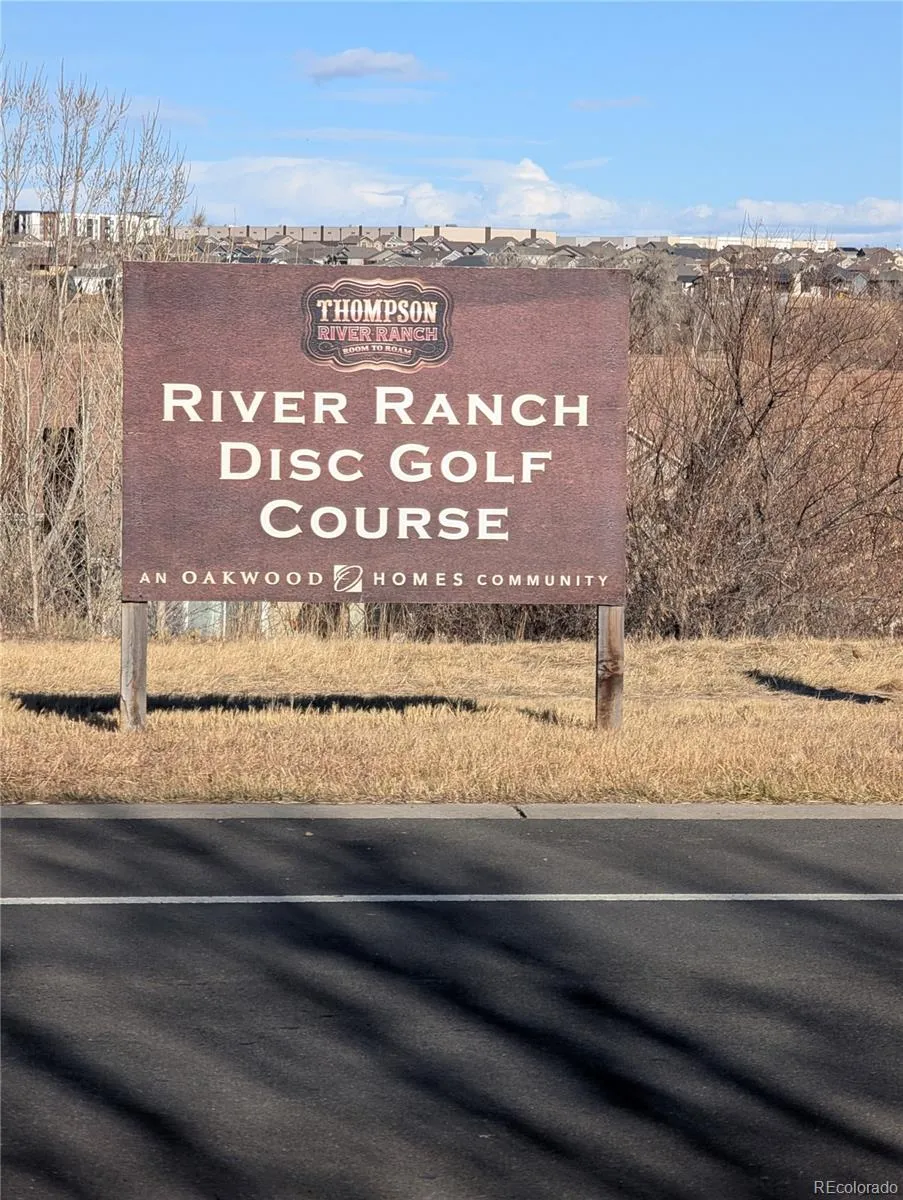 THOMPSON
RIVER RANCH
ROOM TO ROAM
RIVER RANCH
DISC GOLF
COURSE
AN OAKWOOD HOMES COMMUNITY
REcolorado